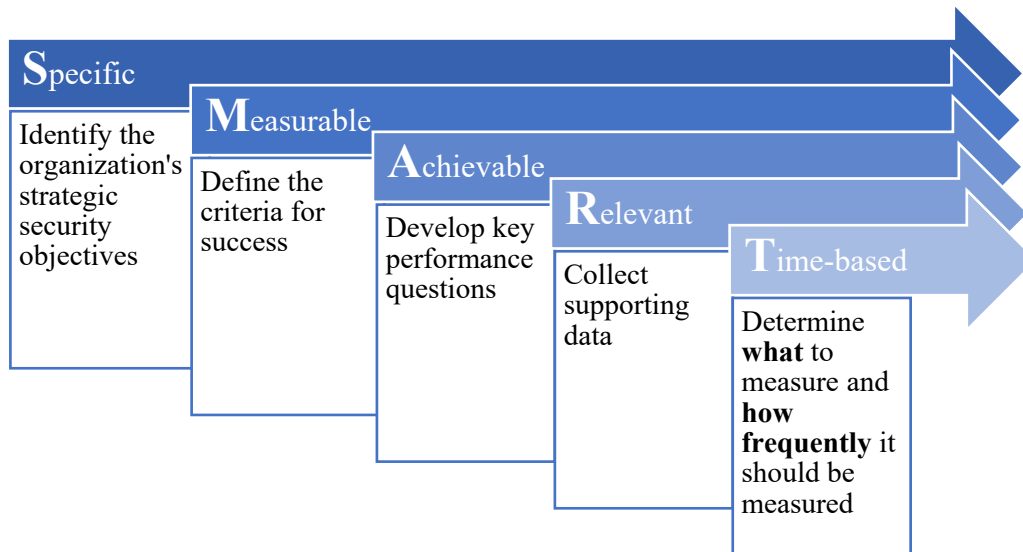 Specific
Identify the
organization's
strategic
security
objectives
Measurable
Define the
criteria for
success
Achievable
Develop key
performance
questions
Relevant
Collect
supporting
data
Time-based
Determine
what to
measure and
how
frequently it
should be
measured